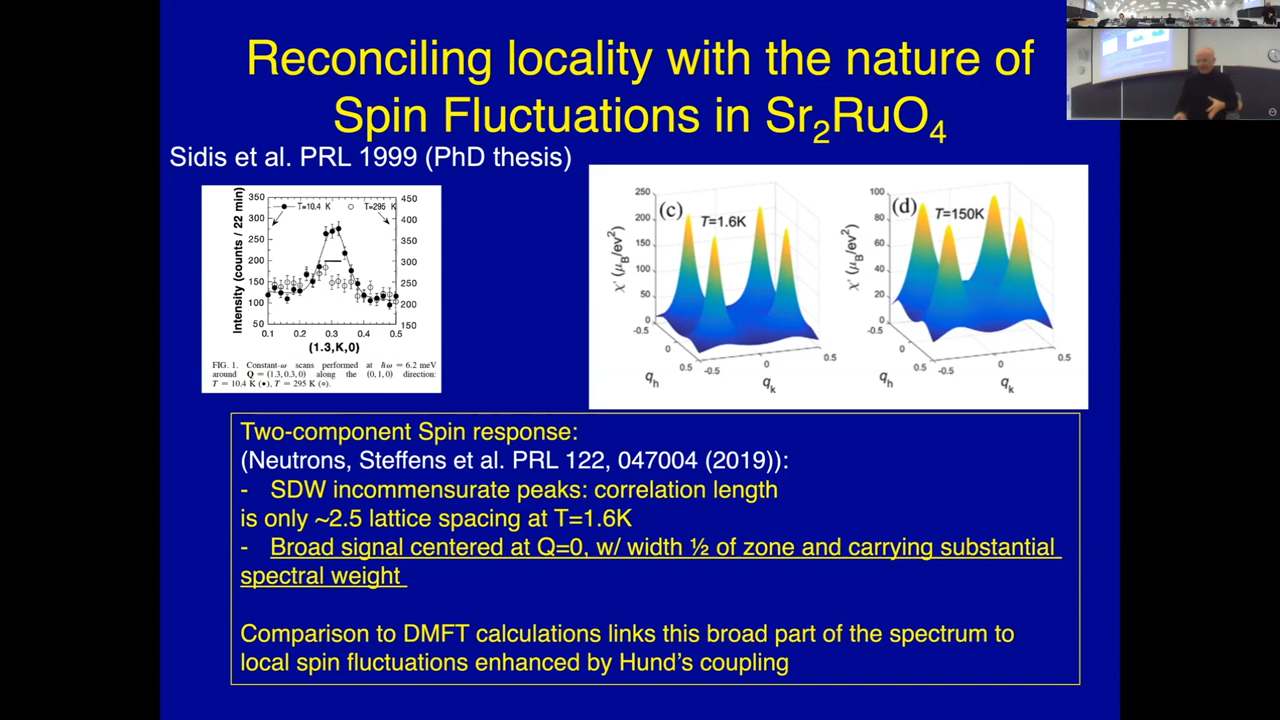 Reconciling locality with the nature of
Spin Fluctuations in Sr₂RuO₄
Sidis et al. PRL 1999 (PhD thesis)
Intensity (counts / 22 min)
350
300
250
200
150
100
50
T=10.4 K
T=295 K
450
400
350
300
250
200
150
0.1 0.2 0.3 0.4 0.5
(1.3,K,0)
FIG. 1. Constant-ω scans performed at ℏω = 6.2 meV
around Q = (1.3,0.3,0) along the (0,1,0) direction:
T = 10.4 K (•), T = 295 K (∘).
(c)
T=1.6K
χ' (μB/ev²)
250
200
150
100
50
0
-0.5
0
0.5
-0.5
0
0.5
qh
qk
(d)
T=150K
χ' (μB/ev²)
100
80
60
40
20
0
-0.5
0
0.5
-0.5
0
0.5
qh
qk
Two-component Spin response:
(Neutrons, Steffens et al. PRL 122, 047004 (2019)):
- SDW incommensurate peaks: correlation length
is only ~2.5 lattice spacing at T=1.6K
- Broad signal centered at Q=0, w/ width ½ of zone and carrying substantial
spectral weight
Comparison to DMFT calculations links this broad part of the spectrum to
local spin fluctuations enhanced by Hund's coupling